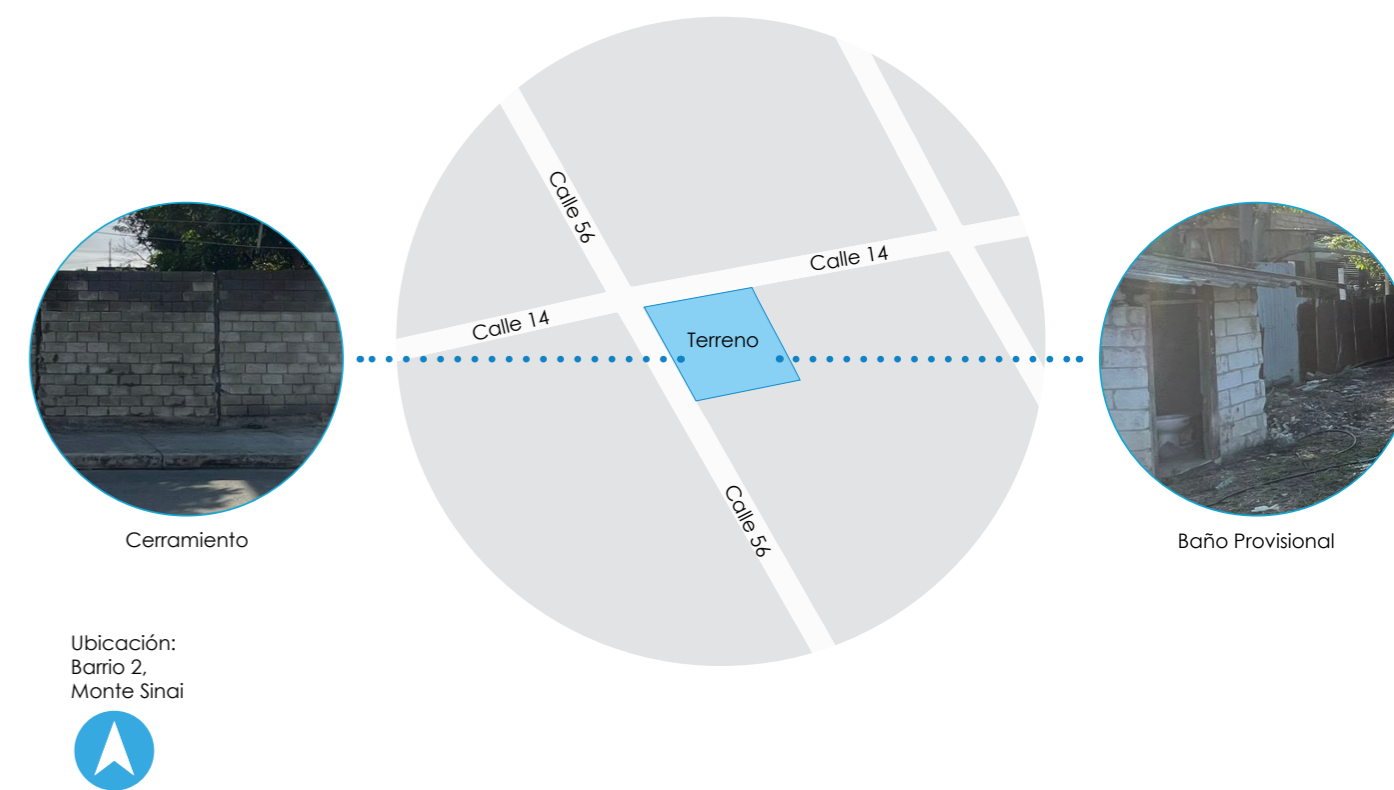 Calle 56
Calle 14
Calle 14
Terreno
Calle 56
Cerramiento
Baño Provisional
Ubicación:
Barrio 2,
Monte Sinai